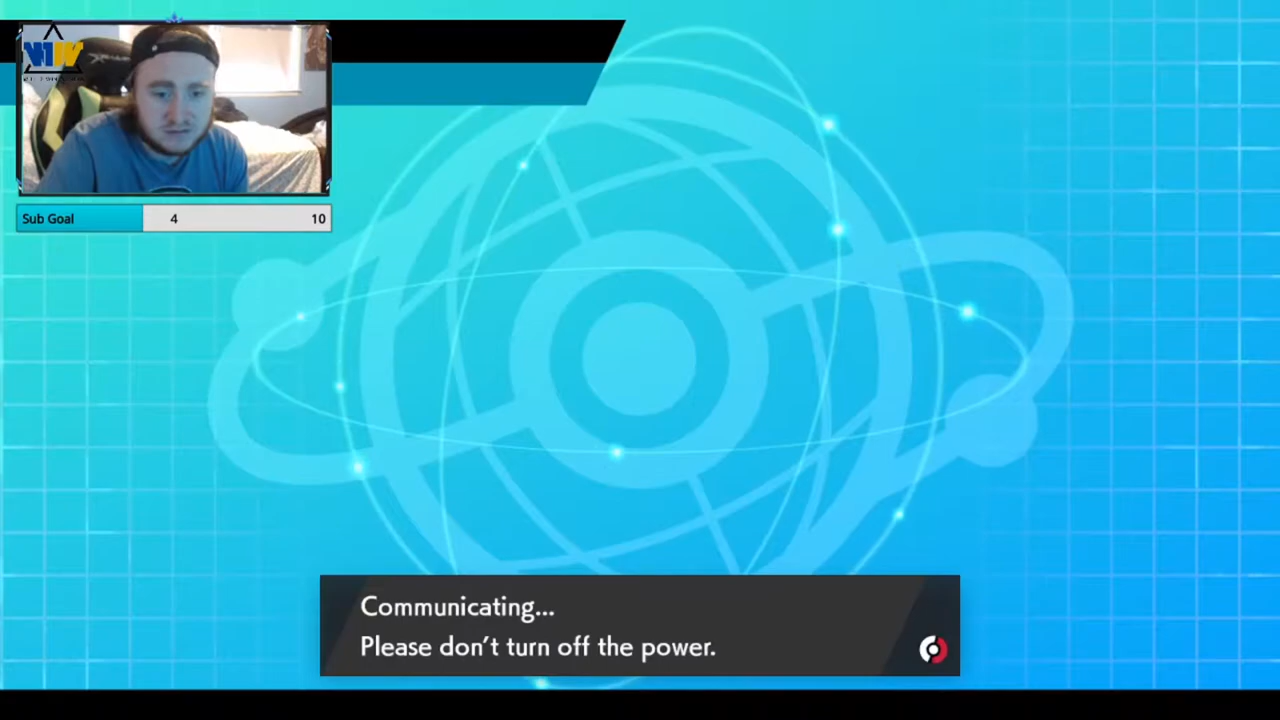 Sub Goal 4 10
Communicating...
Please don't turn off the power.